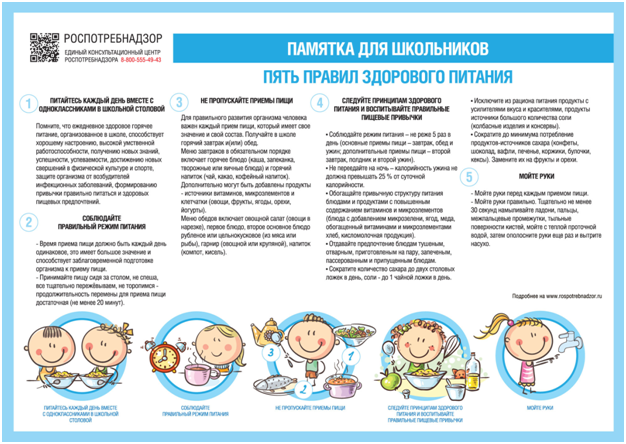 РОСПОТРЕБНАДЗОР
ЕДИНЫЙ КОНСУЛЬТАЦИОННЫЙ ЦЕНТР
РОСПОТРЕБНАДЗОРА 8-800-555-49-43
ПАМЯТКА ДЛЯ ШКОЛЬНИКОВ
ПЯТЬ ПРАВИЛ ЗДОРОВОГО ПИТАНИЯ
1
ПИТАЙТЕСЬ КАЖДЫЙ ДЕНЬ ВМЕСТЕ С
ОДНОКЛАССНИКАМИ В ШКОЛЬНОЙ СТОЛОВОЙ
Помните, что ежедневное здоровое горячее
питание, организованное в школе, способствует
хорошему настроению, высокой умственной
работоспособности, получению новых знаний,
успешности, успеваемости, достижению новых
свершений в физической культуре и спорте,
защите организма от возбудителей
инфекционных заболеваний, формированию
привычки правильно питаться и здоровых
пищевых предпочтений.
2
СОБЛЮДАЙТЕ
ПРАВИЛЬНЫЙ РЕЖИМ ПИТАНИЯ
- Время приема пищи должно быть каждый день
одинаковое, это имеет большое значение и
способствует заблаговременной подготовке
организма к приему пищи.
- Принимайте пищу сидя за столом, не спеша,
все тщательно пережёвываем, не торопимся -
продолжительность перемены для приема пищи
достаточная (не менее 20 минут).
3
НЕ ПРОПУСКАЙТЕ ПРИЕМЫ ПИЩИ
Для правильного развития организма человека
важен каждый прием пищи, который имеет свое
значение и свой состав. Получайте в школе
горячий завтрак (и)или обед.
Меню завтраков в обязательном порядке
включает горячее блюдо (каша, запеканка,
творожные или яичные блюда) и горячий
напиток (чай, какао, кофейный напиток).
Дополнительно могут быть добавлены продукты
- источники витаминов, микроэлементов и
клетчатки (овощи, фрукты, ягоды, орехи,
йогурты).
Меню обедов включает овощной салат (овощи в
нарезке), первое блюдо, второе основное блюдо
рубленое или цельнокусковое (из мяса или
рыбы), гарнир (овощной или крупяной), напиток
(компот, кисель).
4
СЛЕДУЙТЕ ПРИНЦИПАМ ЗДОРОВОГО
ПИТАНИЯ И ВОСПИТЫВАЙТЕ ПРАВИЛЬНЫЕ
ПИЩЕВЫЕ ПРИВЫЧКИ
• Соблюдайте режим питания – не реже 5 раз в
день (основные приемы пищи – завтрак, обед и
ужин; дополнительные приемы пищи – второй
завтрак, полдник и второй ужин).
• Не переедайте на ночь – калорийность ужина не
должна превышать 25 % от суточной
калорийности.
• Обогащайте привычную структуру питания
блюдами и продуктами с повышенным
содержанием витаминов и микроэлементов
(блюда с добавлением микрозелени, ягод, меда,
обогащенный витаминами и микроэлементами
хлеб, кисломолочная продукция).
• Отдавайте предпочтение блюдам тушеным,
отварным, приготовленным на пару, запеченным,
пассерованным и припущенным блюдам.
• Сократите количество сахара до двух столовых
ложек в день, соли - до 1 чайной ложки в день.
• Исключите из рациона питания продукты с
усилителями вкуса и красителями, продукты
источники большого количества соли
(колбасные изделия и консервы).
• Сократите до минимума потребление
продуктов-источников сахара (конфеты,
шоколад, вафли, печенье, коржики, булочки,
кексы). Замените их на фрукты и орехи.
5
МОЙТЕ РУКИ
- Мойте руки перед каждым приемом пищи.
- Мойте руки правильно. Тщательно не менее
30 секунд намыливайте ладони, пальцы,
межпальцевые промежутки, тыльные
поверхности кистей, мойте с теплой проточной
водой, затем ополосните руки еще раз и вытрите
насухо.
Подробнее на www.rospotrebnadzor.ru
3
1
2
ПИТАЙТЕСЬ КАЖДЫЙ ДЕНЬ ВМЕСТЕ
С ОДНОКЛАССНИКАМИ В ШКОЛЬНОЙ
СТОЛОВОЙ
СОБЛЮДАЙТЕ
ПРАВИЛЬНЫЙ РЕЖИМ ПИТАНИЯ
НЕ ПРОПУСКАЙТЕ ПРИЕМЫ ПИЩИ
СЛЕДУЙТЕ ПРИНЦИПАМ ЗДОРОВОГО
ПИТАНИЯ И ВОСПИТЫВАЙТЕ
ПРАВИЛЬНЫЕ ПИЩЕВЫЕ ПРИВЫЧКИ
МОЙТЕ РУКИ